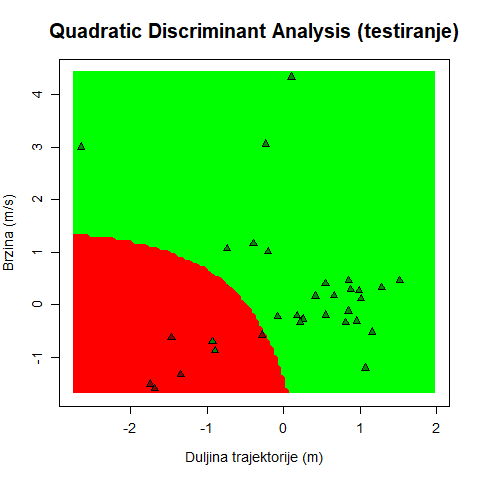 Quadratic Discriminant Analysis (testiranje)
Brzina (m/s)
4
3
2
1
0
-1
-2 -1 0 1 2
Duljina trajektorije (m)